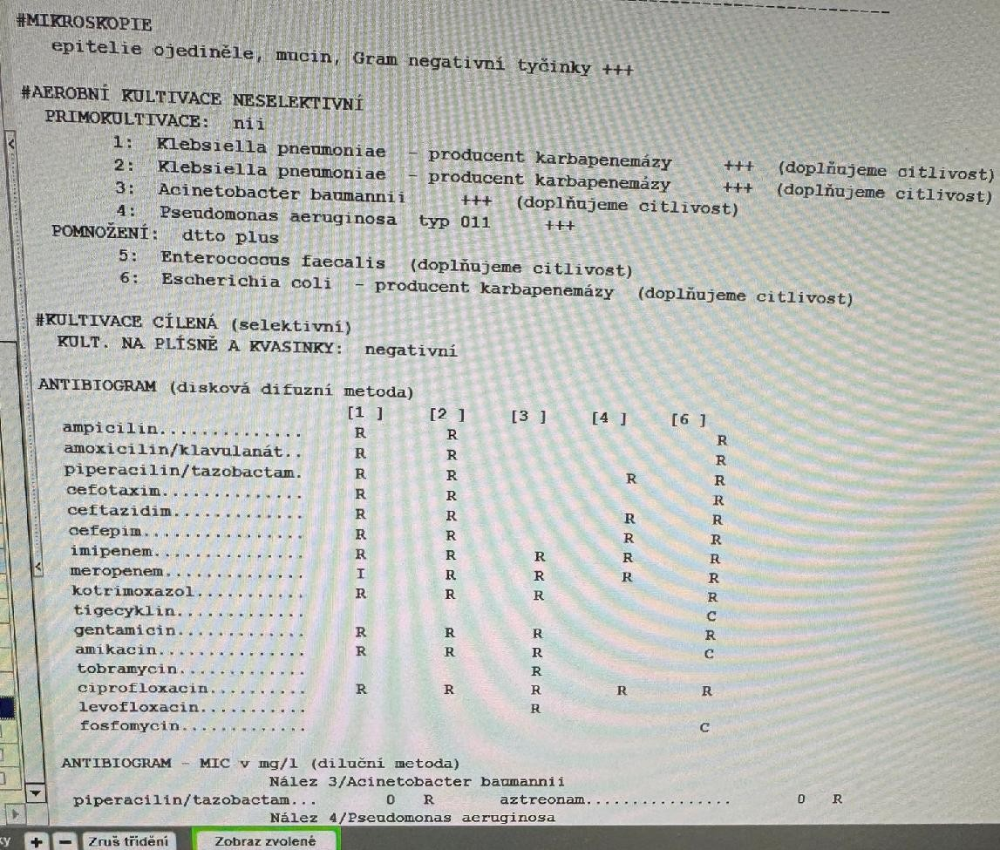 #MIKROSKOPIE
epitelie ojediněle, mucin, Gram negativní tyčinky +++
#AEROBNÍ KULTIVACE NESELEKTIVNÍ
PRIMOKULTIVACE: nii
1: Klebsiella pneumoniae - producent karbapenemázy +++ (doplňujeme citlivost)
2: Klebsiella pneumoniae - producent karbapenemázy +++ (doplňujeme citlivost)
3: Acinetobacter baumannii +++ (doplňujeme citlivost)
4: Pseudomonas aeruginosa typ 011 +++
POMNOŽENÍ: dtto plus
5: Enterococcus faecalis (doplňujeme citlivost)
6: Escherichia coli - producent karbapenemázy (doplňujeme citlivost)
#KULTIVACE CÍLENÁ (selektivní)
KULT. NA PLÍSNĚ A KVASINKY: negativní
ANTIBIOGRAM (disková difuzní metoda)
[1 ] [2 ] [3 ] [4 ] [6 ]
ampicilin.............. R R R
amoxicilin/klavulanát.. R R R
piperacilin/tazobactam. R R R R
cefotaxim.............. R R R
ceftazidim............. R R R R
cefepim................ R R R R
imipenem............... R R R R R
meropenem.............. I R R R R
kotrimoxazol........... R R R R
tigecyklin............. C
gentamicin............. R R R R
amikacin............... R R R C
tobramycin............. R
ciprofloxacin.......... R R R R R
levofloxacin........... R
fosfomycin............. C
ANTIBIOGRAM - MIC v mg/l (diluční metoda)
Nález 3/Acinetobacter baumannii
piperacilin/tazobactam... 0 R aztreonam................ 0 R
Nález 4/Pseudomonas aeruginosa
ky + - Zruš třídění Zobraz zvolené